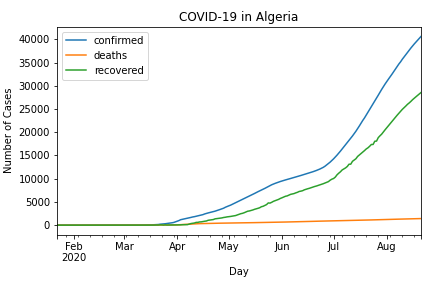 COVID-19 in Algeria
confirmed
deaths
recovered
Number of Cases
40000
35000
30000
25000
20000
15000
10000
5000
0
Feb Mar Apr May Jun Jul Aug
2020
Day